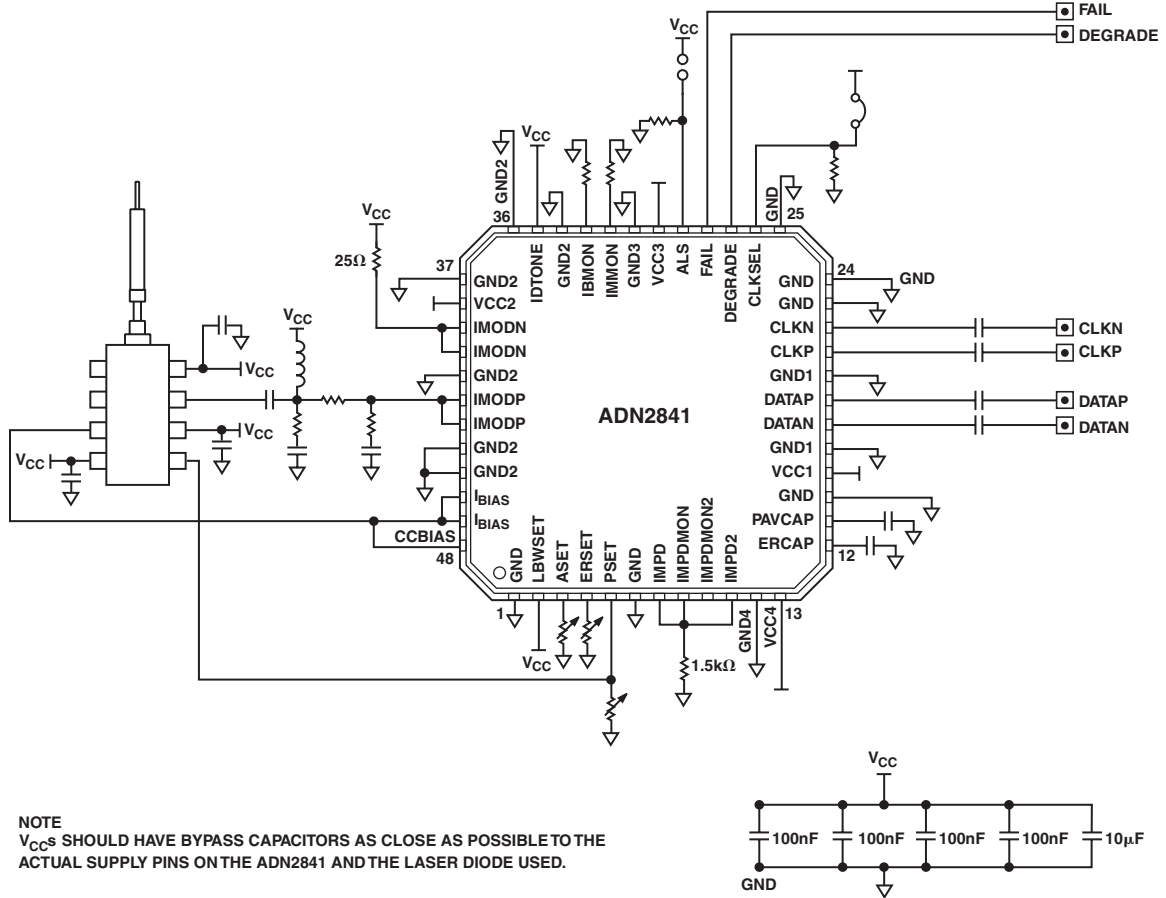 FAIL
DEGRADE
VCC
VCC
GND2
36
GND
25
VCC
25Ω
37
24
GND
IDTONE
GND2
IBMON
IMMON
GND3
VCC3
ALS
FAIL
DEGRADE
CLKSEL
GND2
VCC2
IMODN
IMODN
GND2
IMODP
IMODP
GND2
GND2
IBIAS
IBIAS
CCBIAS
48
ADN2841
GND
GND
CLKN
CLKP
GND1
DATAP
DATAN
GND1
VCC1
GND
PAVCAP
ERCAP
12
CLKN
CLKP
DATAP
DATAN
VCC
VCC
VCC
VCC
GND
LBWSET
ASET
ERSET
PSET
GND
IMPD
IMPDMON
IMPDMON2
IMPD2
1
VCC
1.5kΩ
GND4
VCC4
13
VCC
100nF
100nF
100nF
100nF
10μF
GND
NOTE
VCCs SHOULD HAVE BYPASS CAPACITORS AS CLOSE AS POSSIBLE TO THE
ACTUAL SUPPLY PINS ON THE ADN2841 AND THE LASER DIODE USED.